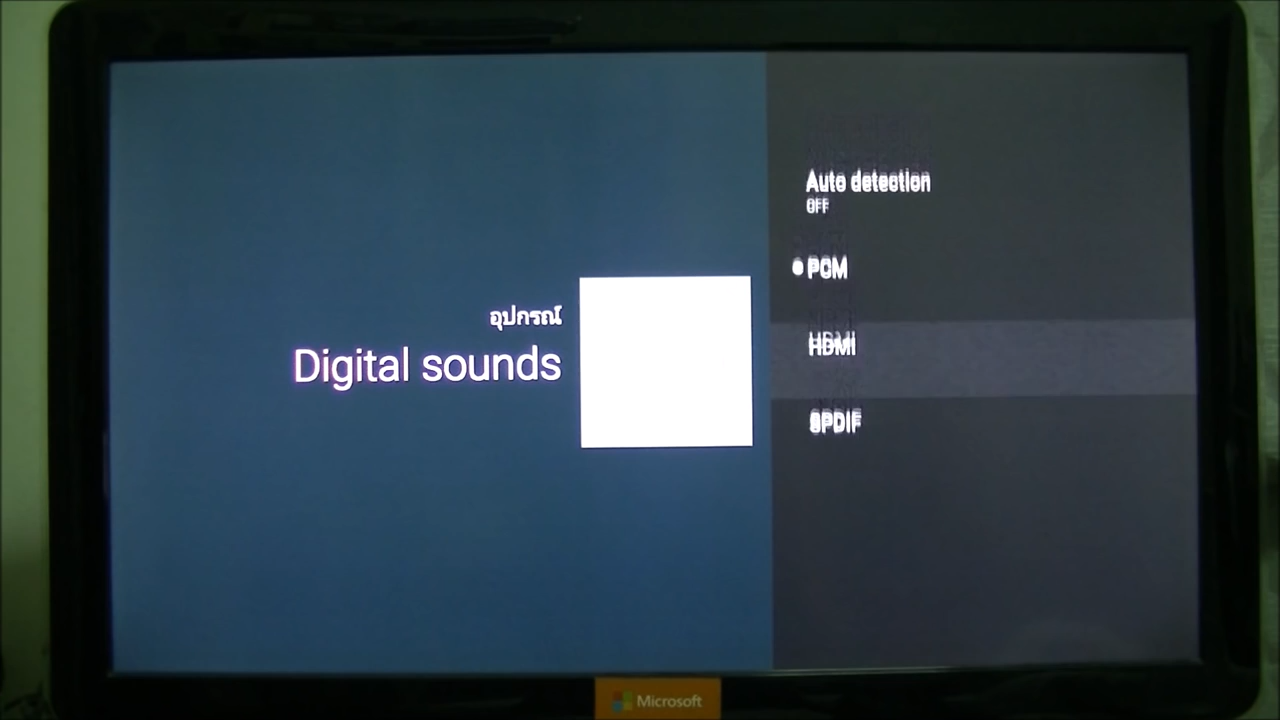 อุปกรณ์
Digital sounds
Auto detection
OFF
PCM
HDMI
SPDIF
Microsoft